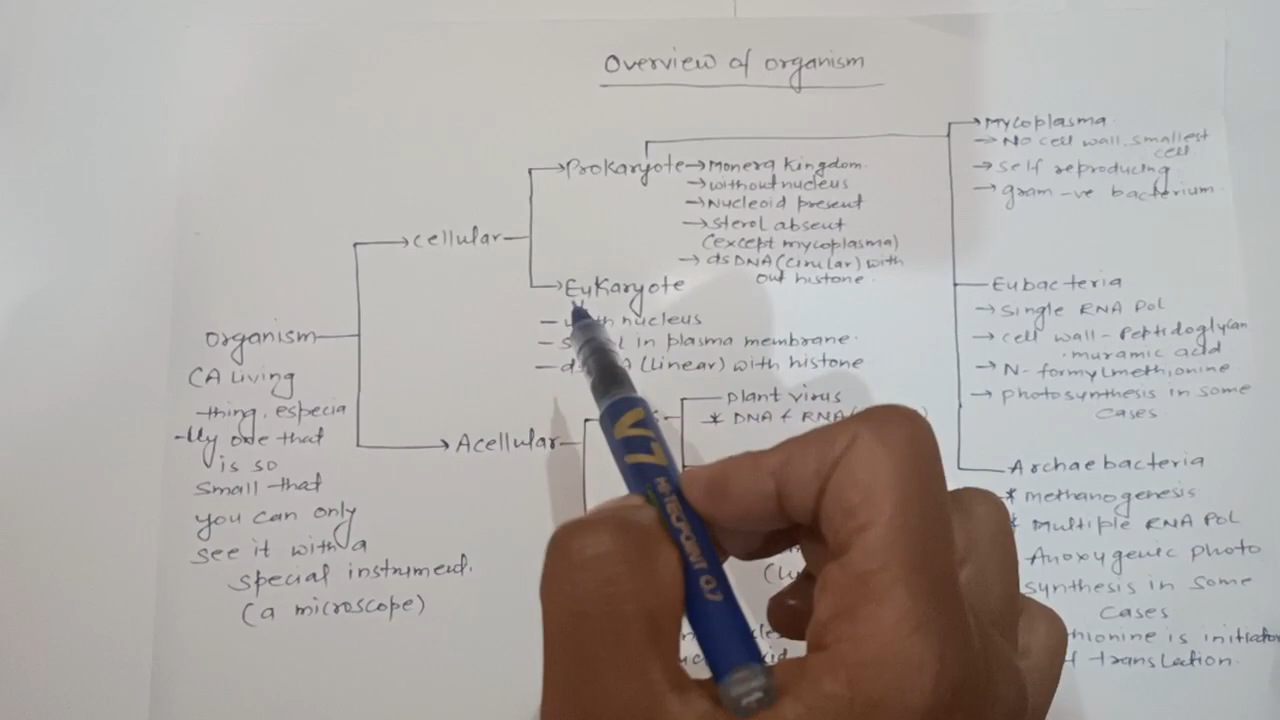 Overview of organism
Prokaryote → Monera Kingdom
→ without nucleus
→ Nucleoid present
→ Sterol absent
(except mycoplasma)
→ dsDNA (cirular) with
out histone.
Mycoplasma
→ No cell wall, smallest
cell
→ Self reproducing
→ gram -ve bacterium
cellular
Eukaryote
- nucleus
- in plasma membrane.
- (Linear) with histone
Eubacteria
→ Single RNA Pol
→ cell wall - Peptidoglycan
muramic acid
→ N-formylmethionine
→ Photosynthesis in some
cases
organism
(A Living
thing, especia
-lly one that
is so
small that
you can only
see it with a
special instrument.
(a microscope)
Acellular
plant virus
* DNA & RNA
Archaebacteria
* methanogenesis
* Multiple RNA Pol
Anoxygenic photo
synthesis in some
cases
is initiator
translation.
V7
HI-TECPOINT 0.7